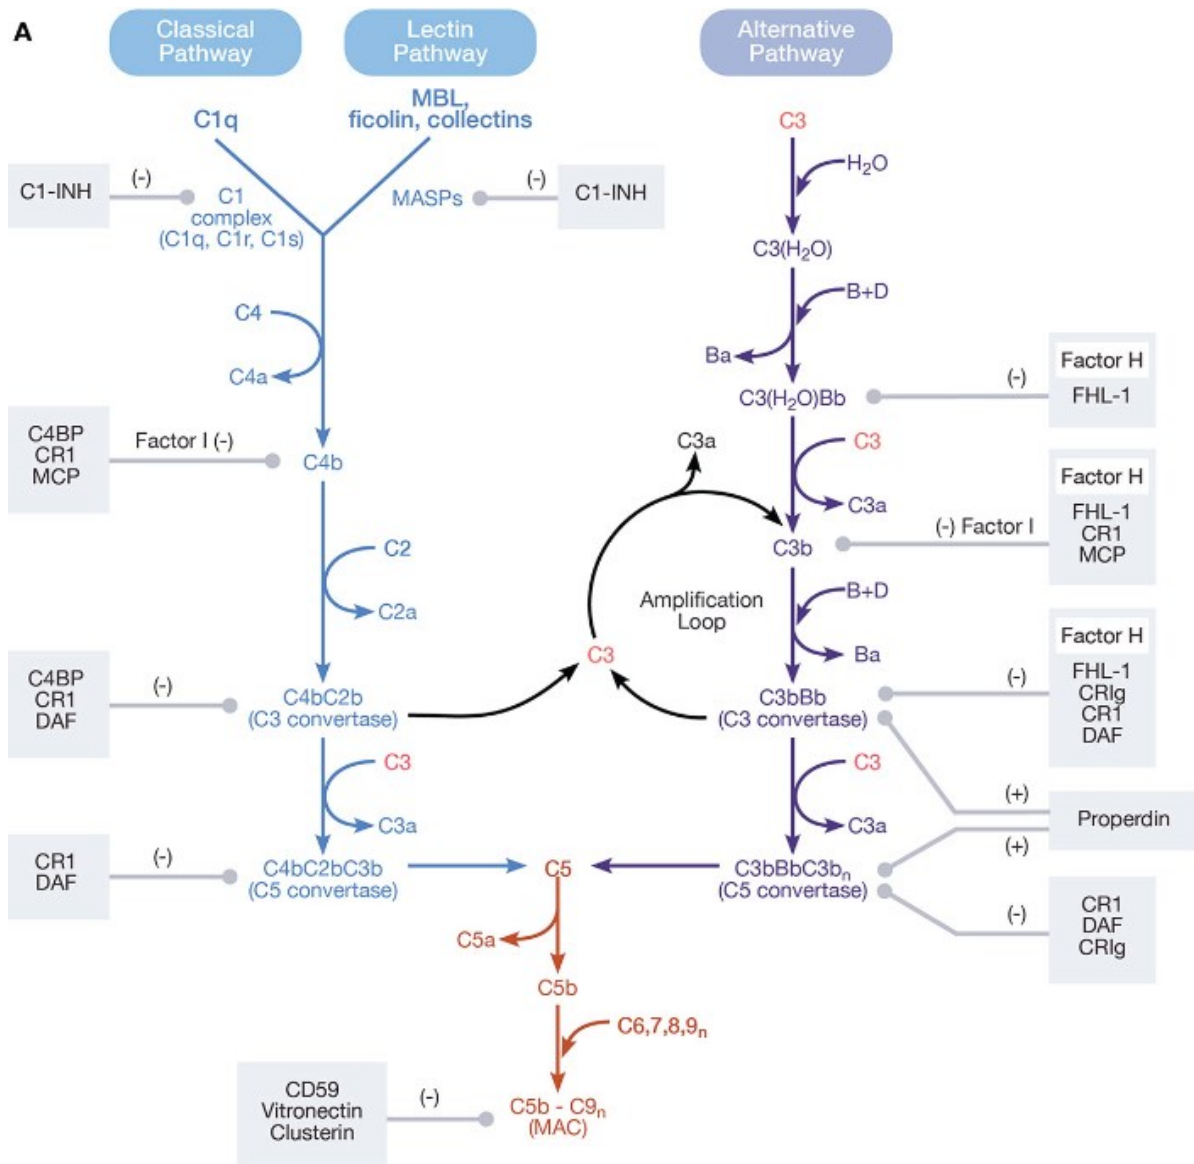 A
Classical
Pathway
Lectin
Pathway
Alternative
Pathway
C1q
MBL,
ficolin, collectins
C3
H₂O
C1-INH
(-)
C1
complex
(C1q, C1r, C1s)
MASPs
(-)
C1-INH
C3(H₂O)
C4
C4a
B+D
Ba
C3(H₂O)Bb
(-)
Factor H
FHL-1
C4BP
CR1
MCP
Factor I (-)
C4b
C3a
C3
C3a
C3b
(-) Factor I
Factor H
FHL-1
CR1
MCP
C2
C2a
Amplification
Loop
C3
B+D
Ba
C4BP
CR1
DAF
(-)
C4bC2b
(C3 convertase)
C3bBb
(C3 convertase)
(-)
Factor H
FHL-1
CRIg
CR1
DAF
C3
C3a
C3
C3a
(+)
Properdin
(+)
CR1
DAF
(-)
C4bC2bC3b
(C5 convertase)
C5
C3bBbC3bₙ
(C5 convertase)
(-)
CR1
DAF
CRIg
C5a
C5b
C6,7,8,9ₙ
CD59
Vitronectin
Clusterin
(-)
C5b - C9ₙ
(MAC)